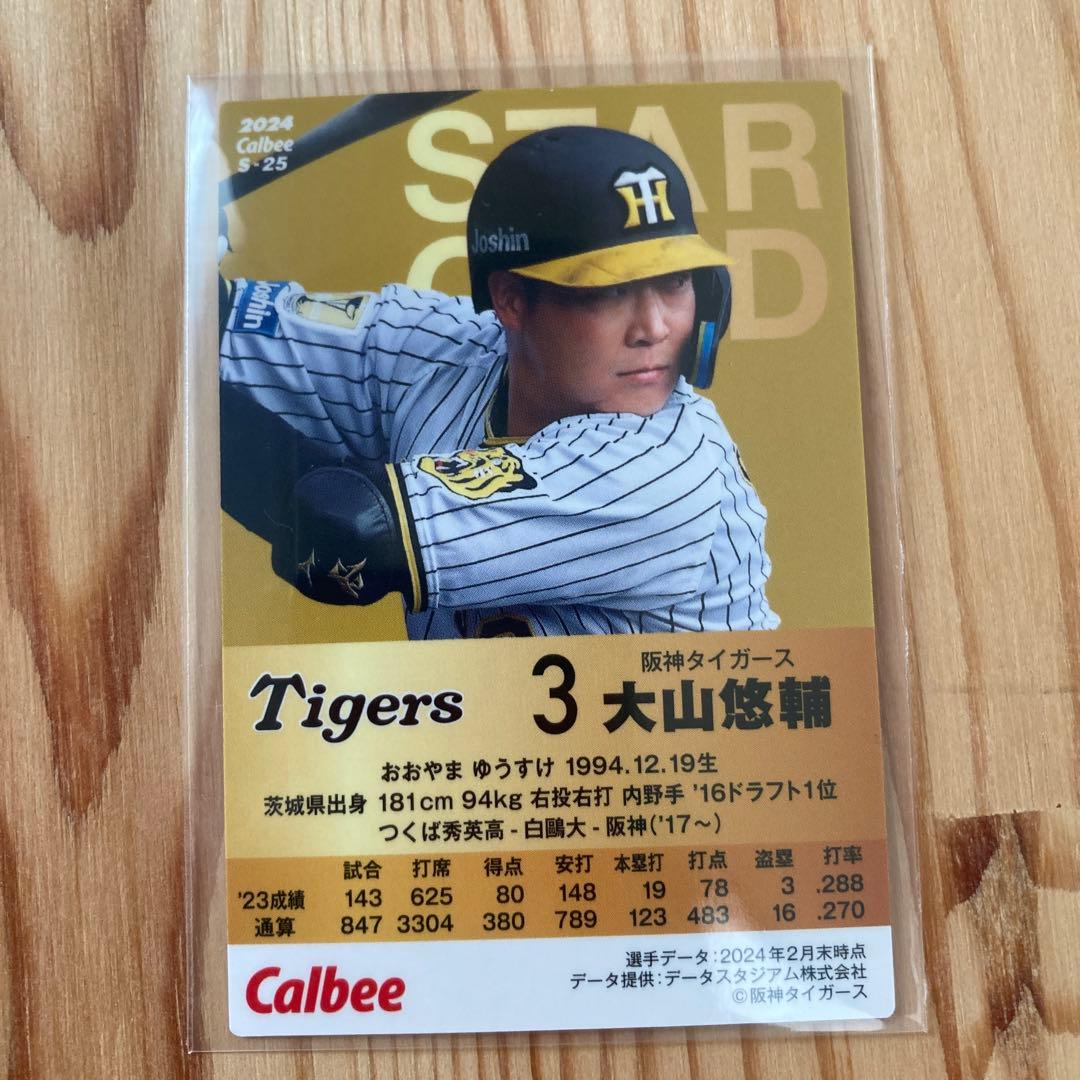 2024
Calbee
S-25
STAR
CARD
Joshin
Joshin
Tigers
3
阪神タイガース
大山悠輔
おおやま ゆうすけ 1994.12.19生
茨城県出身 181cm 94kg 右投右打 内野手 '16ドラフト1位
つくば秀英高 - 白鷗大 - 阪神('17〜)
試合 打席 得点 安打 本塁打 打点 盗塁 打率
'23成績 143 625 80 148 19 78 3 .288
通算 847 3304 380 789 123 483 16 .270
Calbee
選手データ:2024年2月末時点
データ提供:データスタジアム株式会社
©阪神タイガース